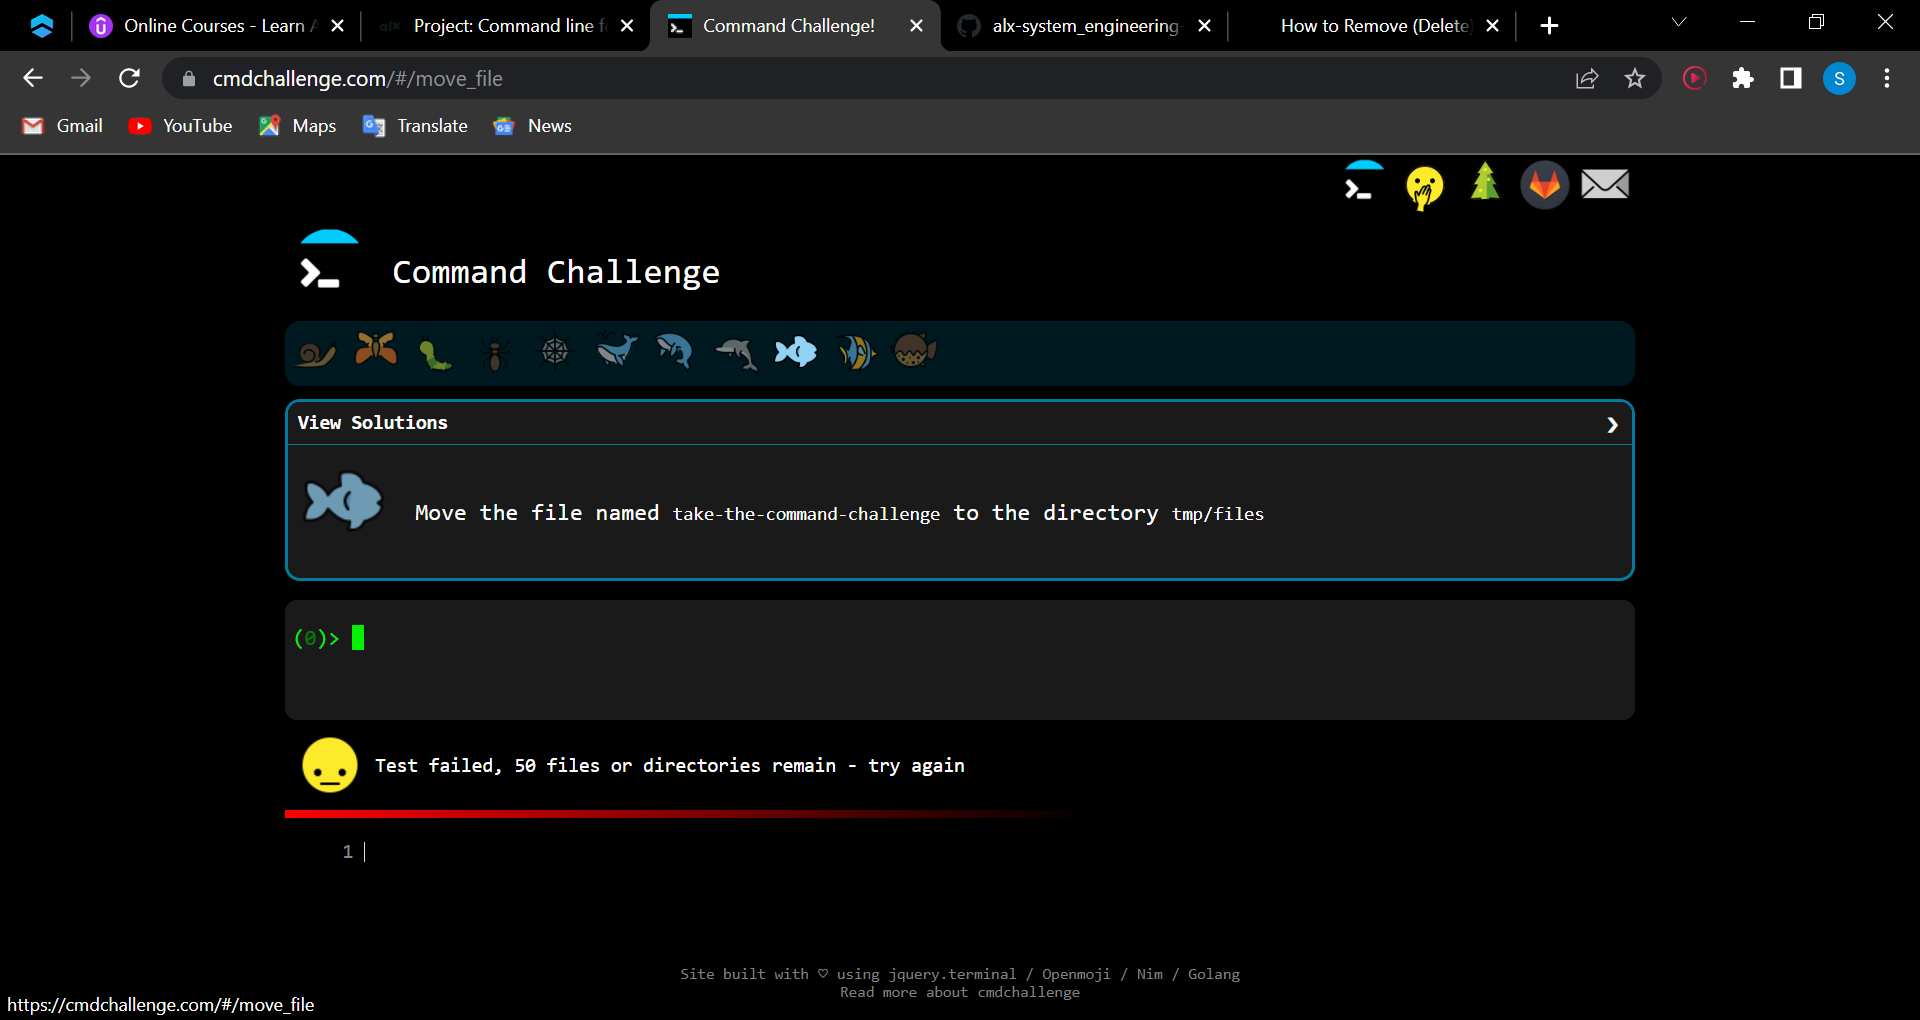 Online Courses - Learn A
Project: Command line f
Command Challenge!
alx-system_engineering-
How to Remove (Delete)
cmdchallenge.com/#/move_file
S
Gmail
YouTube
Maps
Translate
News
Command Challenge
View Solutions
Move the file named take-the-command-challenge to the directory tmp/files
(0)>
Test failed, 50 files or directories remain - try again
1
Site built with ♡ using jquery.terminal / Openmoji / Nim / Golang
Read more about cmdchallenge
https://cmdchallenge.com/#/move_file